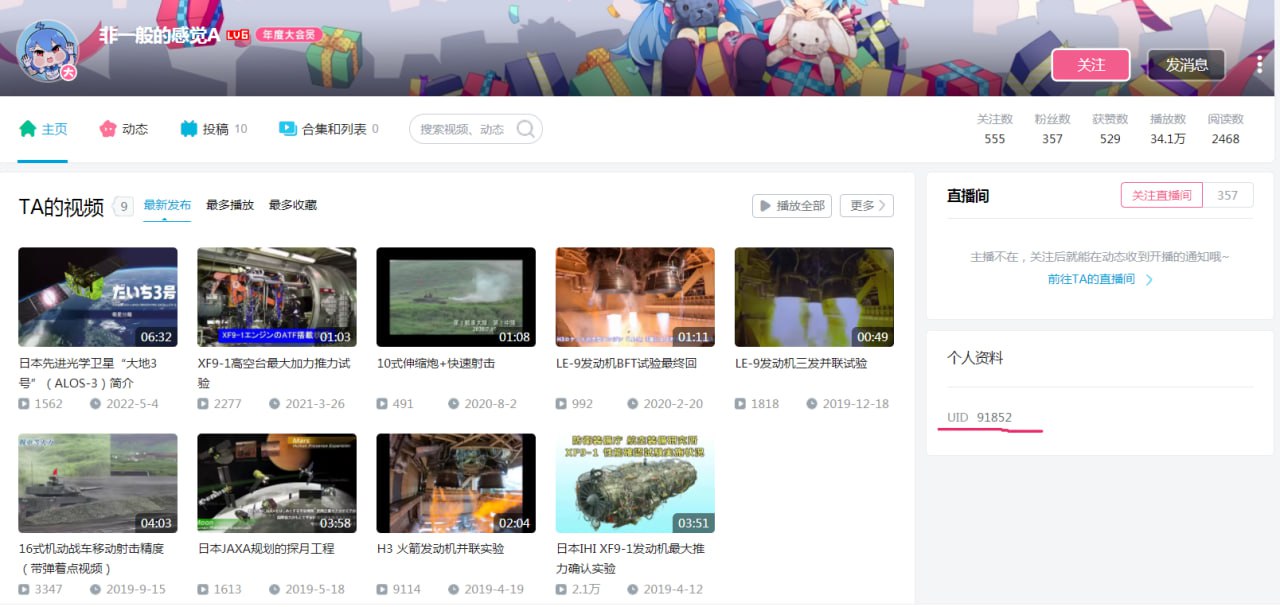 非一般的感觉A LV6 年度大会员
大
关注 发消息
主页 动态 投稿 10 合集和列表 0 搜索视频、动态
关注数 粉丝数 获赞数 播放数 阅读数
555 357 529 34.1万 2468
TA的视频 9 最新发布 最多播放 最多收藏 播放全部 更多
だいち3号
06:32
XF9-1エンジンのATF搭載
01:03
01:08
01:11
00:49
日本先进光学卫星“大地3
号”（ALOS-3）简介
1562 2022-5-4
XF9-1高空台最大加力推力试
验
2277 2021-3-26
10式伸缩炮+快速射击
491 2020-8-2
LE-9发动机BFT试验最终回
992 2020-2-20
LE-9发动机三发并联试验
1818 2019-12-18
04:03
Mars
Moon
03:58
02:04
防衛装備庁 航空装備研究所
XF9-1 性能確認試験実施状況
03:51
16式机动战车移动射击精度
（带弹着点视频）
3347 2019-9-15
日本JAXA规划的探月工程
1613 2019-5-18
H3 火箭发动机并联实验
9114 2019-4-19
日本IHI XF9-1发动机最大推
力确认实验
2.1万 2019-4-12
直播间 关注直播间 357
主播不在，关注后就能在动态收到开播的通知哦~
前往TA的直播间
个人资料
UID 91852